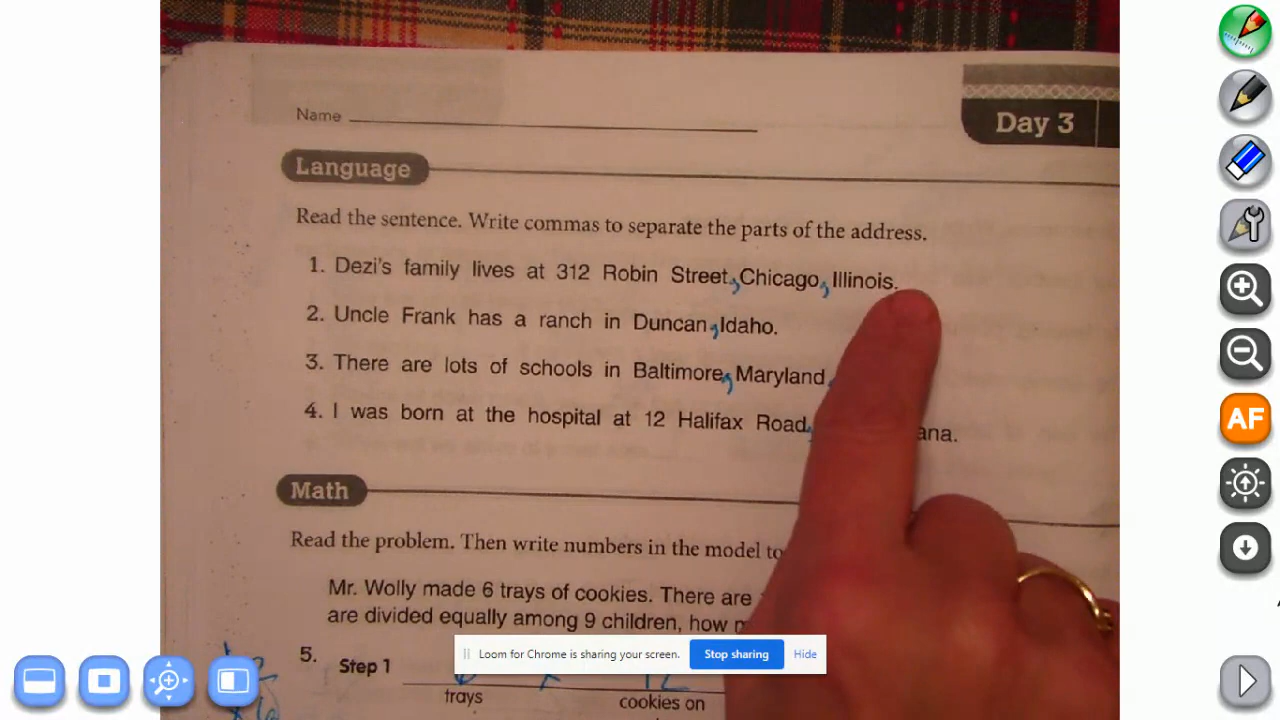 Name
Day 3
Language
Read the sentence. Write commas to separate the parts of the address.
1. Dezi's family lives at 312 Robin Street, Chicago, Illinois.
2. Uncle Frank has a ranch in Duncan, Idaho.
3. There are lots of schools in Baltimore, Maryland
4. I was born at the hospital at 12 Halifax Road, ana.
Math
Read the problem. Then write numbers in the model to
Mr. Wolly made 6 trays of cookies. There are
are divided equally among 9 children, how
Loom for Chrome is sharing your screen. Stop sharing Hide
5. Step 1
trays cookies on
AF